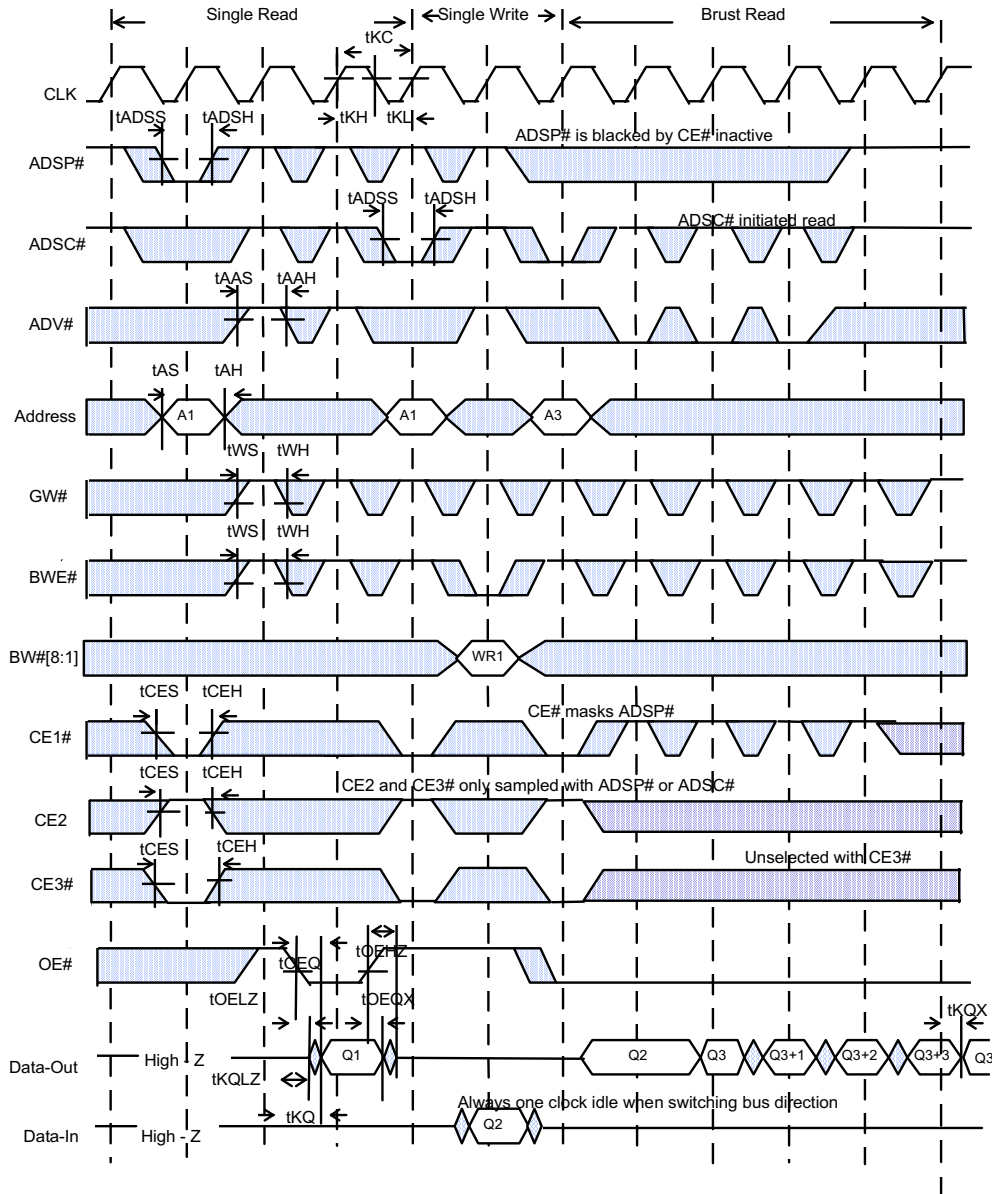 Single Read Single Write Brust Read
tKC
CLK
tADSS tADSH tKH tKL
ADSP# is blacked by CE# inactive
ADSP#
tADSS tADSH
ADSC# initiated read
ADSC#
tAAS tAAH
ADV#
tAS tAH
Address A1 A1 A3
tWS tWH
GW#
tWS tWH
BWE#
BW#[8:1] WR1
tCES tCEH
CE# masks ADSP#
CE1#
tCES tCEH
CE2 and CE3# only sampled with ADSP# or ADSC#
CE2
tCES tCEH
Unselected with CE3#
CE3#
OE# tOEQ tOEHZ
tOELZ tOEQX
tKQX
Data-Out High - Z Q1 Q2 Q3 Q3+1 Q3+2 Q3+3 Q3
tKQLZ
tKQ
Always one clock idle when switching bus direction
Data-In High - Z Q2